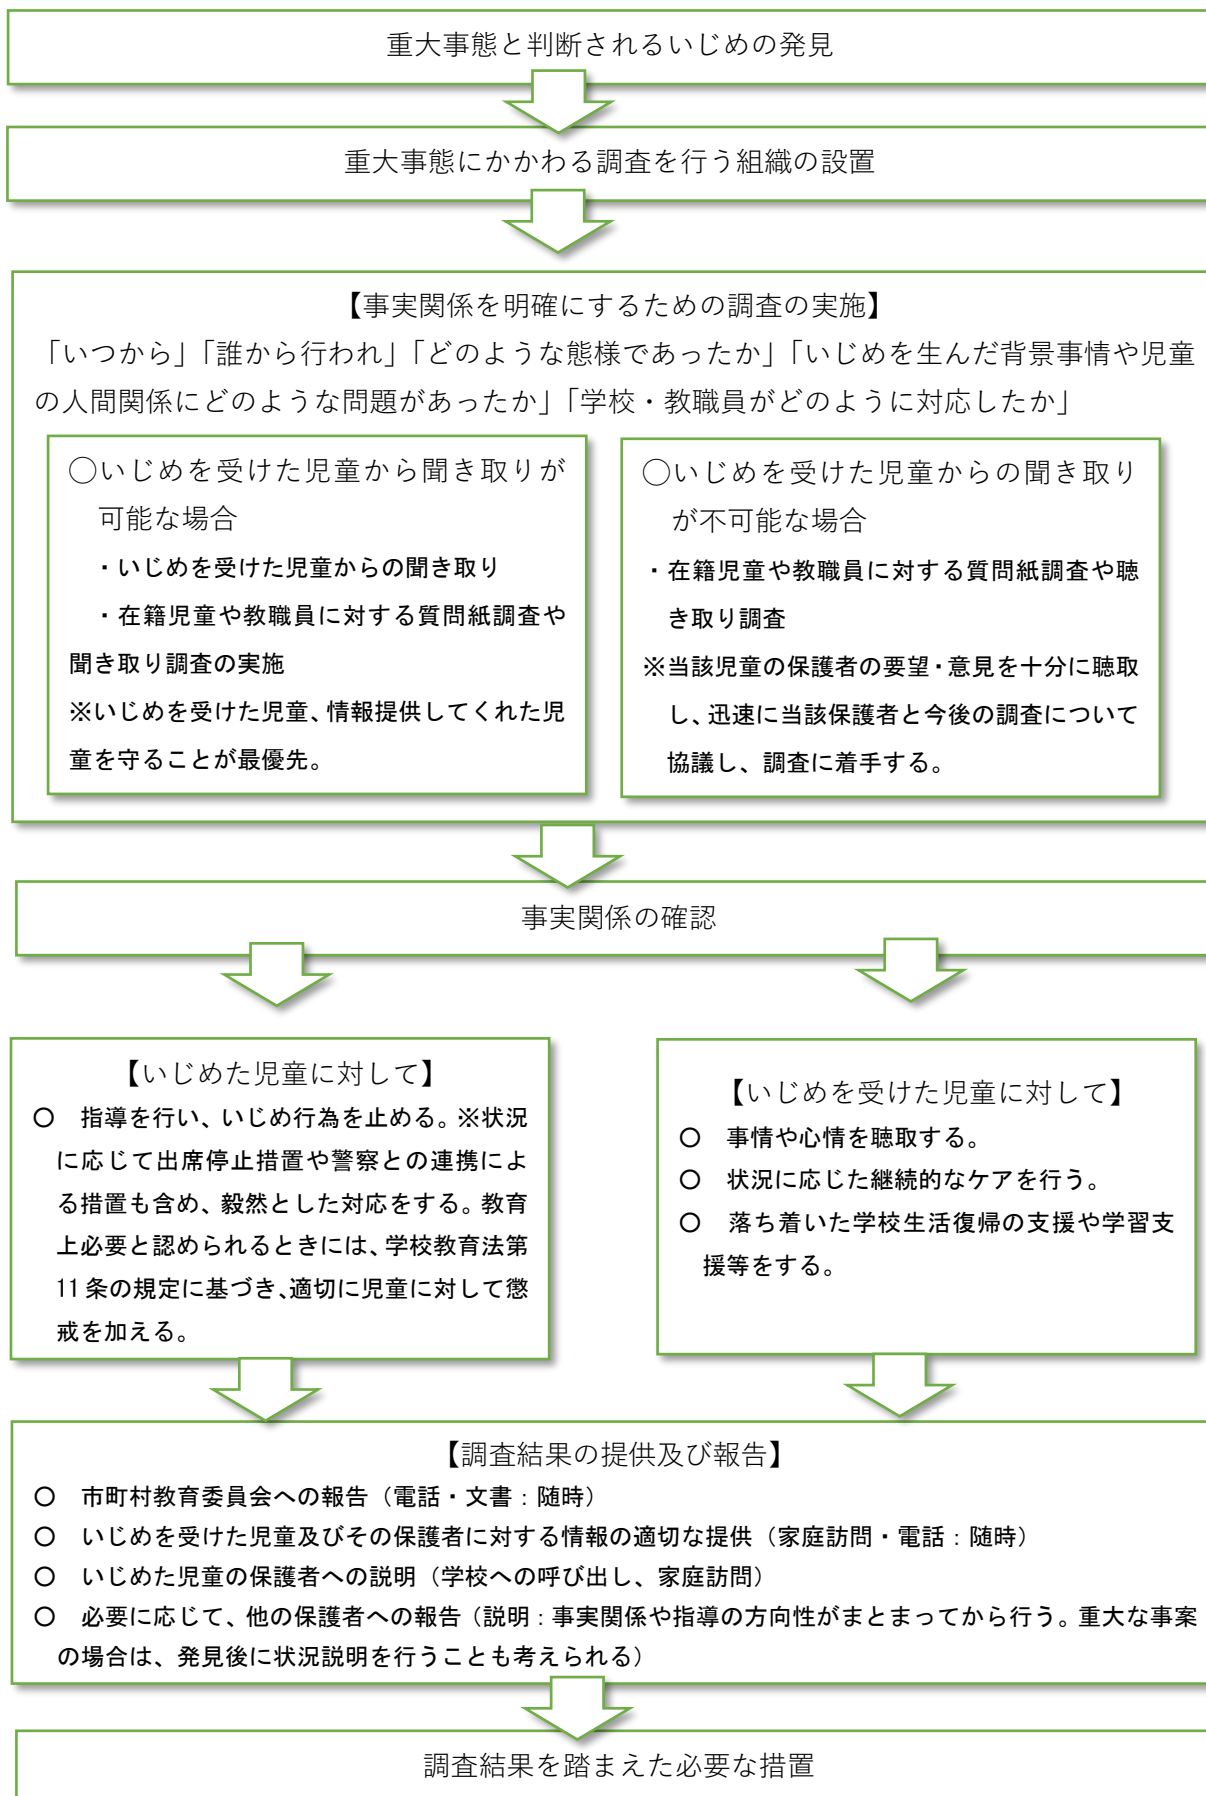 重大事態と判断されるいじめの発見
重大事態にかかわる調査を行う組織の設置
【事実関係を明確にするための調査の実施】
「いつから」「誰から行われ」「どのような態様であったか」「いじめを生んだ背景事情や児童
の人間関係にどのような問題があったか」「学校・教職員がどのように対応したか」
◯いじめを受けた児童から聞き取りが
可能な場合
・いじめを受けた児童からの聞き取り
・在籍児童や教職員に対する質問紙調査や
聞き取り調査の実施
※いじめを受けた児童、情報提供してくれた児
童を守ることが最優先。
◯いじめを受けた児童からの聞き取り
が不可能な場合
・在籍児童や教職員に対する質問紙調査や聴
き取り調査
※当該児童の保護者の要望・意見を十分に聴取
し、迅速に当該保護者と今後の調査について
協議し、調査に着手する。
事実関係の確認
【いじめた児童に対して】
○　指導を行い、いじめ行為を止める。※状況
に応じて出席停止措置や警察との連携によ
る措置も含め、毅然とした対応をする。教育
上必要と認められるときには、学校教育法第
11条の規定に基づき、適切に児童に対して懲
戒を加える。
【いじめを受けた児童に対して】
○　事情や心情を聴取する。
○　状況に応じた継続的なケアを行う。
○　落ち着いた学校生活復帰の支援や学習支
援等をする。
【調査結果の提供及び報告】
○　市町村教育委員会への報告（電話・文書：随時）
○　いじめを受けた児童及びその保護者に対する情報の適切な提供（家庭訪問・電話：随時）
○　いじめた児童の保護者への説明（学校への呼び出し、家庭訪問）
○　必要に応じて、他の保護者への報告（説明：事実関係や指導の方向性がまとまってから行う。重大な事案
の場合は、発見後に状況説明を行うことも考えられる）
調査結果を踏まえた必要な措置